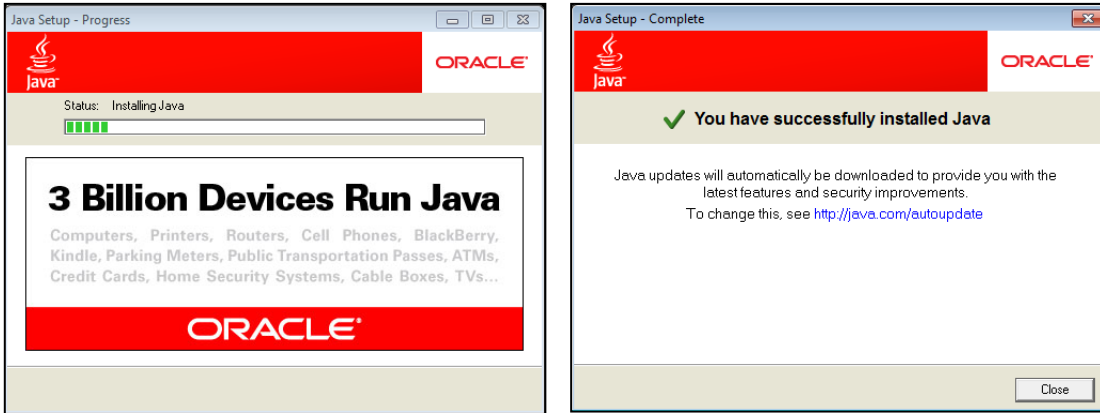 Java Setup - Progress
Java™
ORACLE®
Status: Installing Java
3 Billion Devices Run Java
Computers, Printers, Routers, Cell Phones, BlackBerry,
Kindle, Parking Meters, Public Transportation Passes, ATMs,
Credit Cards, Home Security Systems, Cable Boxes, TVs...
ORACLE®
Java Setup - Complete
Java™
ORACLE®
You have successfully installed Java
Java updates will automatically be downloaded to provide you with the
latest features and security improvements.
To change this, see http://java.com/autoupdate
Close